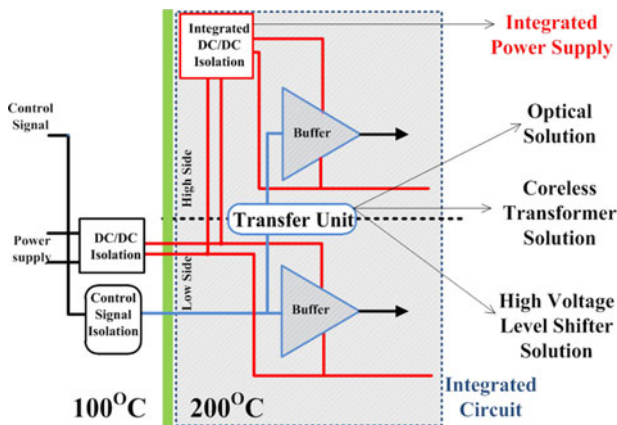 Integrated
DC/DC
Isolation
Integrated
Power Supply
Control
Signal
Buffer
Optical
Solution
High Side
Transfer Unit
Coreless
Transformer
Solution
Power
supply
DC/DC
Isolation
Low Side
Control
Signal
Isolation
Buffer
High Voltage
Level Shifter
Solution
100°C
200°C
Integrated
Circuit